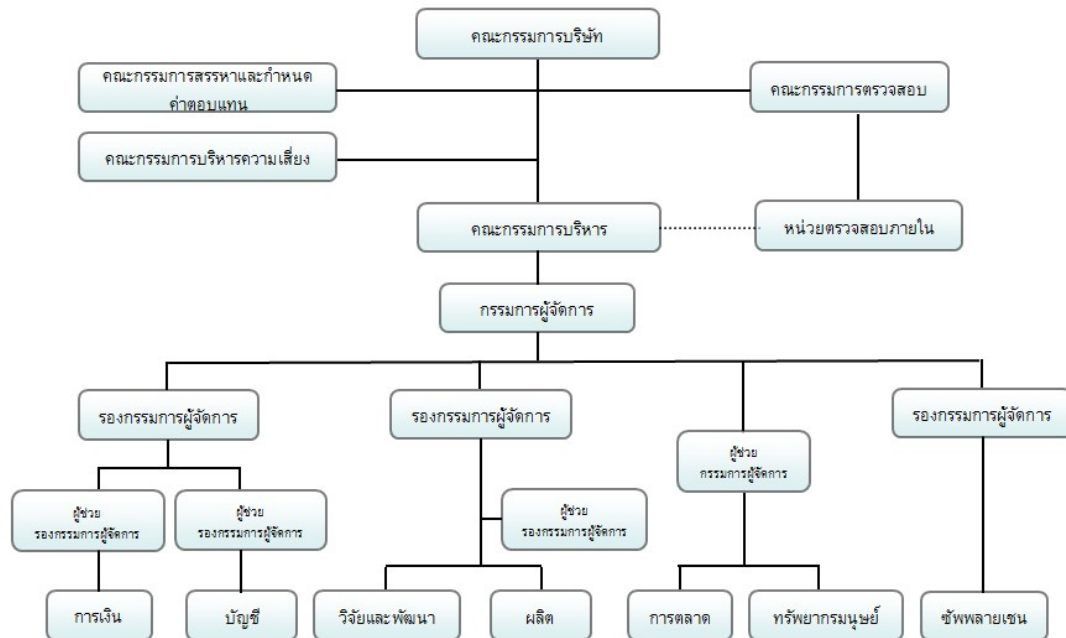 คณะกรรมการบริษัท
คณะกรรมการสรรหาและกำหนด
ค่าตอบแทน
คณะกรรมการตรวจสอบ
คณะกรรมการบริหารความเสี่ยง
คณะกรรมการบริหาร
หน่วยตรวจสอบภายใน
กรรมการผู้จัดการ
รองกรรมการผู้จัดการ
รองกรรมการผู้จัดการ
ผู้ช่วย
กรรมการผู้จัดการ
รองกรรมการผู้จัดการ
ผู้ช่วย
รองกรรมการผู้จัดการ
ผู้ช่วย
รองกรรมการผู้จัดการ
ผู้ช่วย
รองกรรมการผู้จัดการ
การเงิน
บัญชี
วิจัยและพัฒนา
ผลิต
การตลาด
ทรัพยากรมนุษย์
ซัพพลายเชน